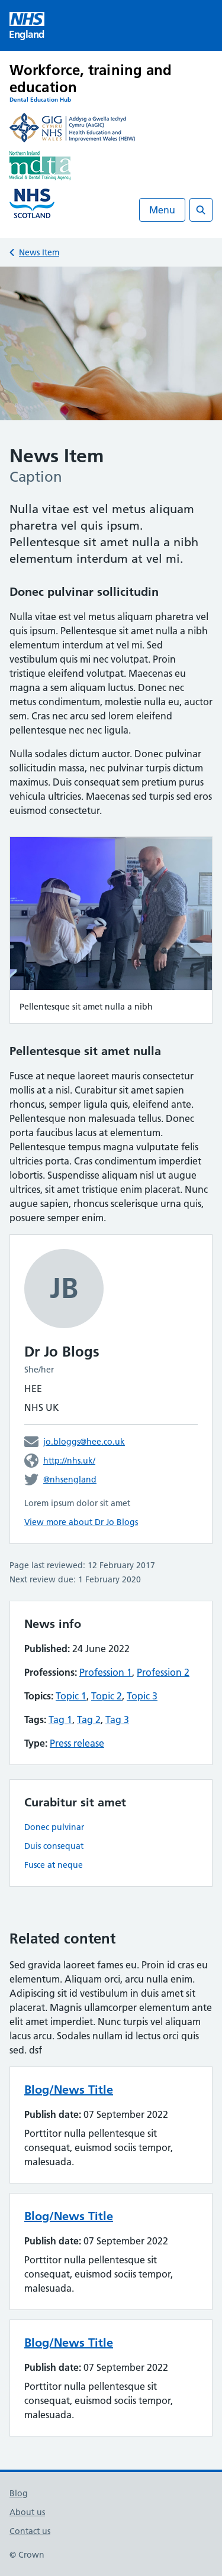 NHS
England
Workforce, training and
education
Dental Education Hub
GIG
CYMRU
NHS
WALES
Addysg a Gwella Iechyd
Cymru (AaGIC)
Health Education and
Improvement Wales (HEIW)
Northern Ireland
mdta
Medical & Dental Training Agency
NHS
SCOTLAND
Menu
News Item
News Item
Caption
Nulla vitae est vel metus aliquam
pharetra vel quis ipsum.
Pellentesque sit amet nulla a nibh
elementum interdum at vel mi.
Donec pulvinar sollicitudin
Nulla vitae est vel metus aliquam pharetra vel
quis ipsum. Pellentesque sit amet nulla a nibh
elementum interdum at vel mi. Sed
vestibulum quis mi nec volutpat. Proin
tristique eleifend volutpat. Maecenas eu
magna a sem aliquam luctus. Donec nec
metus condimentum, molestie nulla eu, auctor
sem. Cras nec arcu sed lorem eleifend
pellentesque nec nec ligula.
Nulla sodales dictum auctor. Donec pulvinar
sollicitudin massa, nec pulvinar turpis dictum
maximus. Duis consequat sem pretium purus
vehicula ultricies. Maecenas sed turpis sed eros
euismod consectetur.
Pellentesque sit amet nulla a nibh
Pellentesque sit amet nulla
Fusce at neque laoreet mauris consectetur
mollis at a nisl. Curabitur sit amet sapien
rhoncus, semper ligula quis, eleifend ante.
Pellentesque non malesuada tellus. Donec
porta faucibus lacus at elementum.
Pellentesque tempus magna vulputate felis
ultricies porta. Cras condimentum imperdiet
lobortis. Suspendisse aliquam nisl ut augue
ultrices, sit amet tristique enim placerat. Nunc
augue sapien, rhoncus scelerisque urna quis,
posuere semper enim.
JB
Dr Jo Blogs
She/her
HEE
NHS UK
jo.bloggs@hee.co.uk
http://nhs.uk/
@nhsengland
Lorem ipsum dolor sit amet
View more about Dr Jo Blogs
Page last reviewed: 12 February 2017
Next review due: 1 February 2020
News info
Published: 24 June 2022
Professions: Profession 1, Profession 2
Topics: Topic 1, Topic 2, Topic 3
Tags: Tag 1, Tag 2, Tag 3
Type: Press release
Curabitur sit amet
Donec pulvinar
Duis consequat
Fusce at neque
Related content
Sed gravida laoreet fames eu. Proin id cras eu
elementum. Aliquam orci, arcu nulla enim.
Adipiscing sit id vestibulum in duis amet sit
placerat. Magnis ullamcorper elementum ante
elit amet imperdiet. Nunc turpis vel aliquam
lacus arcu. Sodales nullam id lectus orci quis
sed. dsf
Blog/News Title
Publish date: 07 September 2022
Porttitor nulla pellentesque sit
consequat, euismod sociis tempor,
malesuada.
Blog/News Title
Publish date: 07 September 2022
Porttitor nulla pellentesque sit
consequat, euismod sociis tempor,
malesuada.
Blog/News Title
Publish date: 07 September 2022
Porttitor nulla pellentesque sit
consequat, euismod sociis tempor,
malesuada.
Blog
About us
Contact us
© Crown